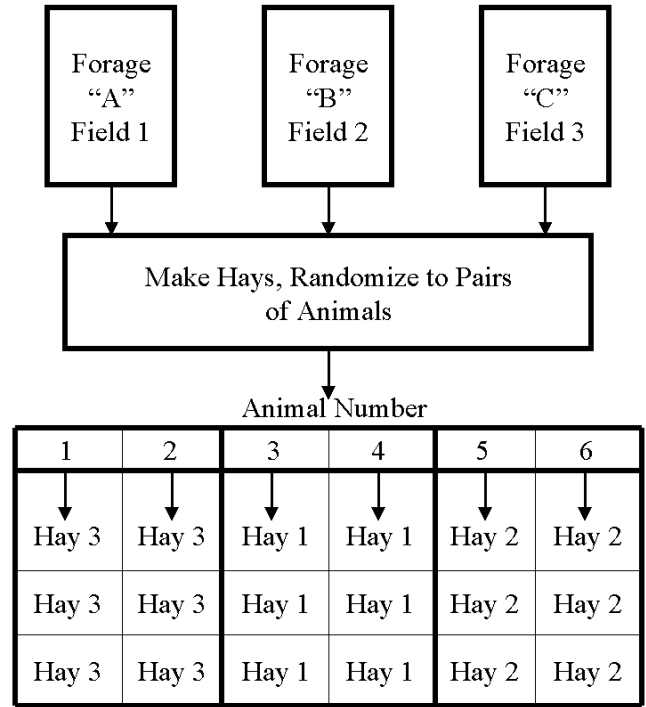 Forage
“A”
Field 1
Forage
“B”
Field 2
Forage
“C”
Field 3
Make Hays, Randomize to Pairs
of Animals
Animal Number
1 2 3 4 5 6
Hay 3 Hay 3 Hay 1 Hay 1 Hay 2 Hay 2
Hay 3 Hay 3 Hay 1 Hay 1 Hay 2 Hay 2
Hay 3 Hay 3 Hay 1 Hay 1 Hay 2 Hay 2